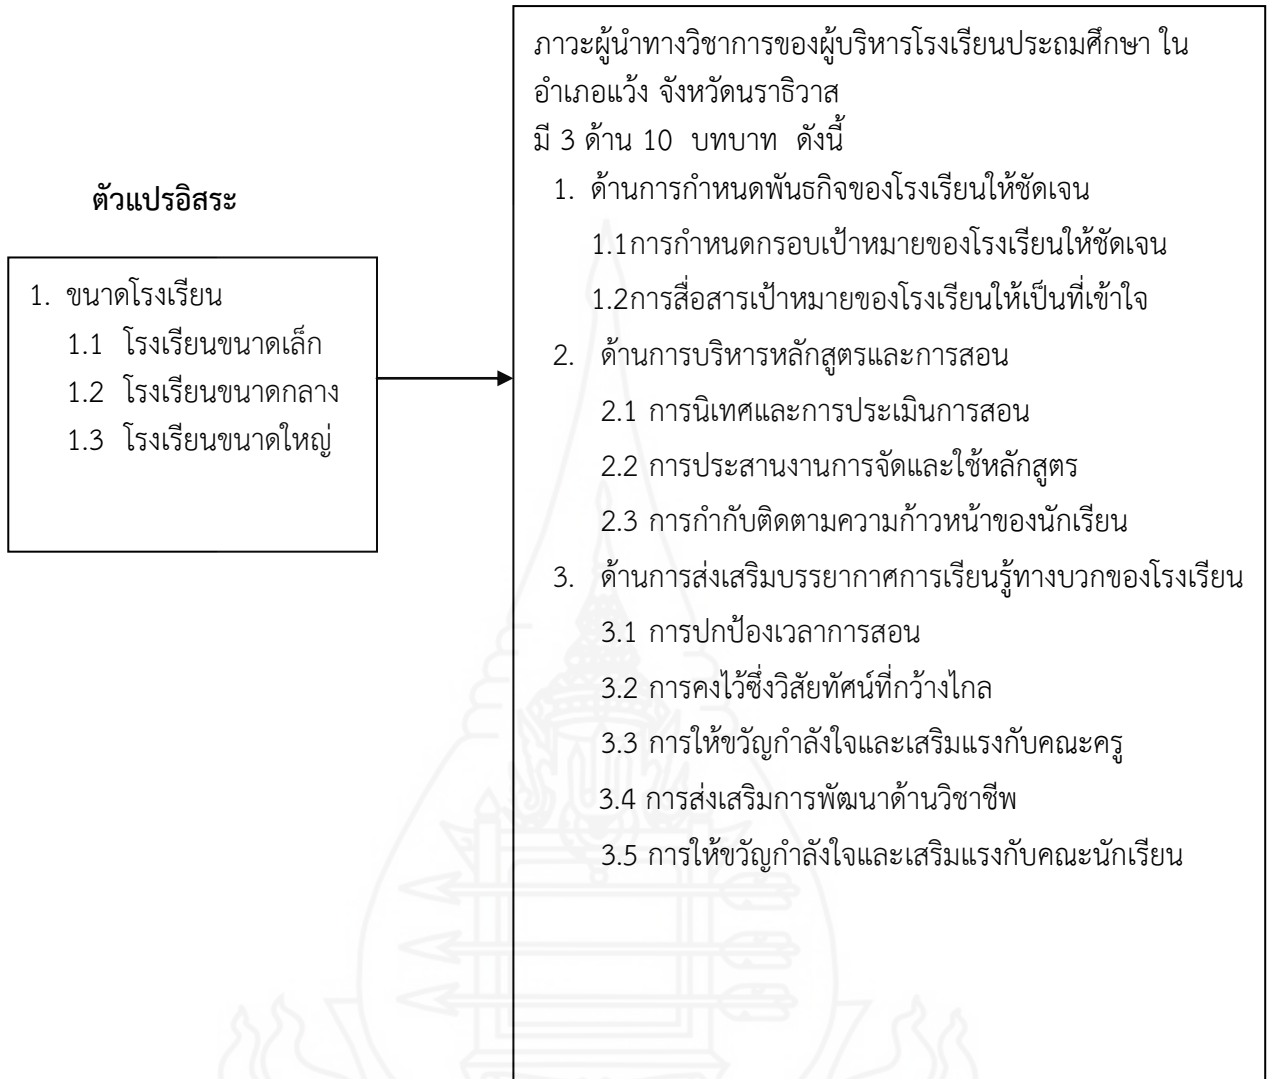 ตัวแปรอิสระ
1. ขนาดโรงเรียน
1.1 โรงเรียนขนาดเล็ก
1.2 โรงเรียนขนาดกลาง
1.3 โรงเรียนขนาดใหญ่
ภาวะผู้นำทางวิชาการของผู้บริหารโรงเรียนประถมศึกษา ใน
อำเภอแว้ง จังหวัดนราธิวาส
มี 3 ด้าน 10 บทบาท ดังนี้
1. ด้านการกำหนดพันธกิจของโรงเรียนให้ชัดเจน
1.1การกำหนดกรอบเป้าหมายของโรงเรียนให้ชัดเจน
1.2การสื่อสารเป้าหมายของโรงเรียนให้เป็นที่เข้าใจ
2. ด้านการบริหารหลักสูตรและการสอน
2.1 การนิเทศและการประเมินการสอน
2.2 การประสานงานการจัดและใช้หลักสูตร
2.3 การกำกับติดตามความก้าวหน้าของนักเรียน
3. ด้านการส่งเสริมบรรยากาศการเรียนรู้ทางบวกของโรงเรียน
3.1 การปกป้องเวลาการสอน
3.2 การคงไว้ซึ่งวิสัยทัศน์ที่กว้างไกล
3.3 การให้ขวัญกำลังใจและเสริมแรงกับคณะครู
3.4 การส่งเสริมการพัฒนาด้านวิชาชีพ
3.5 การให้ขวัญกำลังใจและเสริมแรงกับคณะนักเรียน